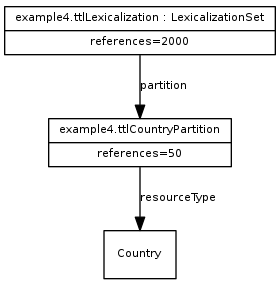 example4.ttlLexicalization : LexicalizationSet
references=2000
partition
example4.ttlCountryPartition
references=50
resourceType
Country